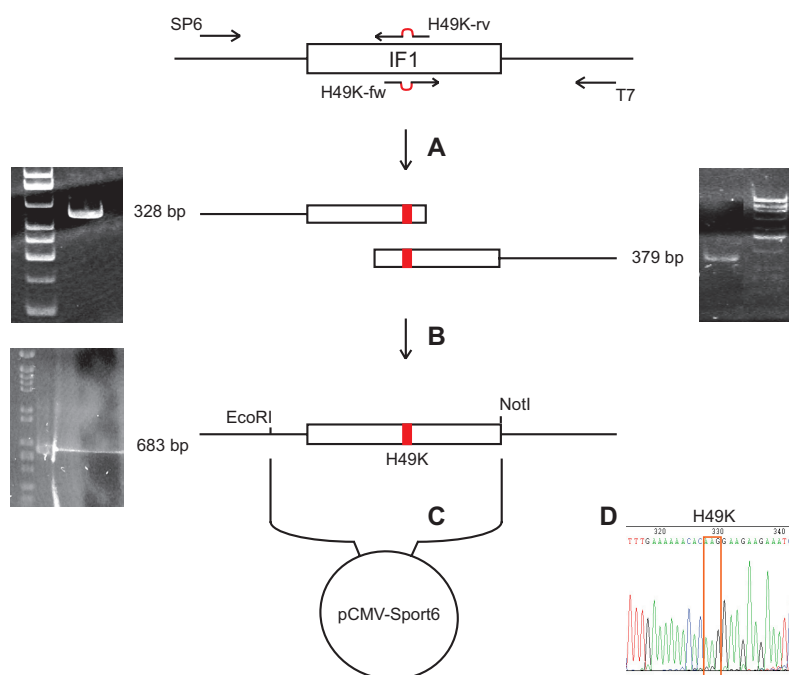 SP6
H49K-rv
IF1
H49K-fw
T7
A
328 bp
379 bp
B
EcoRI
NotI
683 bp
H49K
C
D
H49K
320 330 340
TTTGAAAAAACACAAGGAAGAAGAAATC
pCMV-Sport6